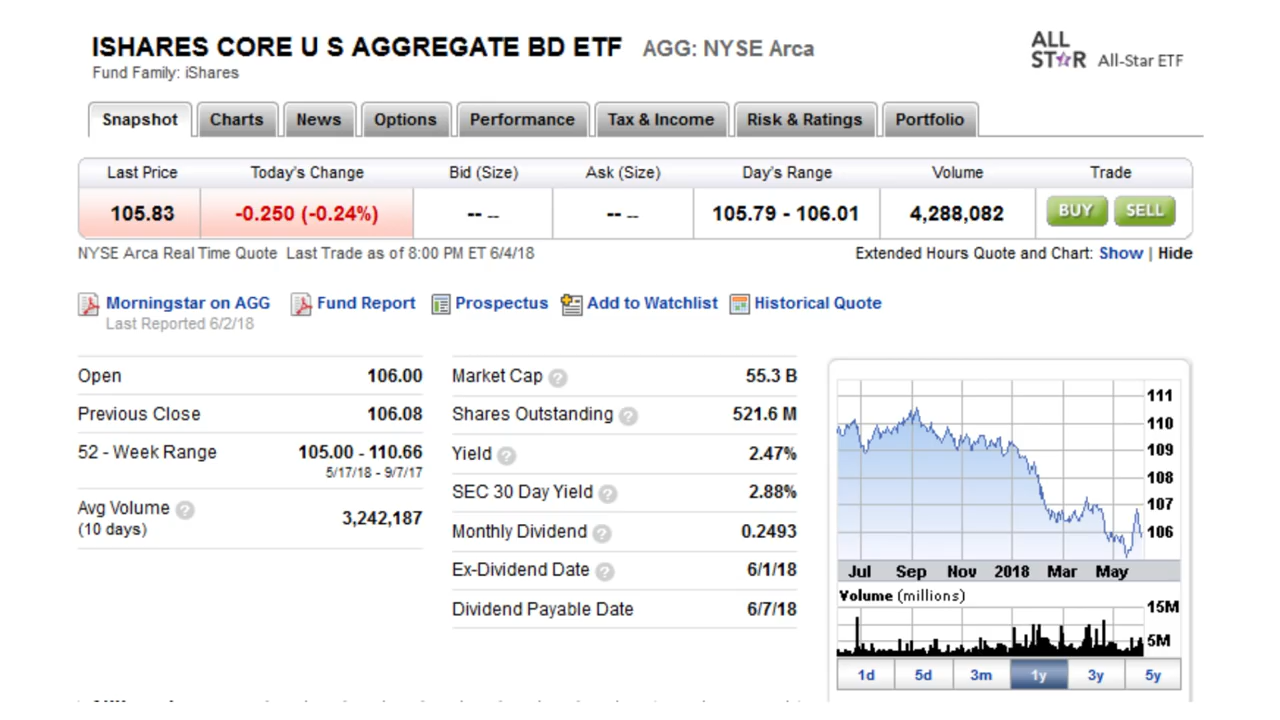 ISHARES CORE U S AGGREGATE BD ETF AGG: NYSE Arca
Fund Family: iShares
ALL
ST R All-Star ETF
Snapshot Charts News Options Performance Tax & Income Risk & Ratings Portfolio
Last Price Today's Change Bid (Size) Ask (Size) Day's Range Volume Trade
105.83 -0.250 (-0.24%) -- -- -- -- 105.79 - 106.01 4,288,082 BUY SELL
NYSE Arca Real Time Quote Last Trade as of 8:00 PM ET 6/4/18 Extended Hours Quote and Chart: Show | Hide
Morningstar on AGG Fund Report Prospectus Add to Watchlist Historical Quote
Last Reported 6/2/18
Open 106.00
Previous Close 106.08
52 - Week Range 105.00 - 110.66
5/17/18 - 9/7/17
Avg Volume ?
(10 days) 3,242,187
Market Cap ? 55.3 B
Shares Outstanding ? 521.6 M
Yield ? 2.47%
SEC 30 Day Yield ? 2.88%
Monthly Dividend ? 0.2493
Ex-Dividend Date ? 6/1/18
Dividend Payable Date 6/7/18
111
110
109
108
107
106
Jul Sep Nov 2018 Mar May
Volume (millions)
15M
5M
1d 5d 3m 1y 3y 5y